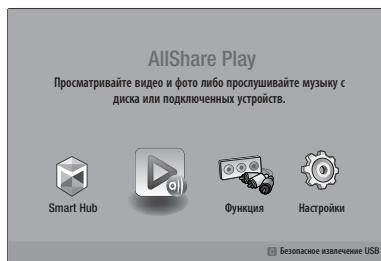 AllShare Play
Просматривайте видео и фото либо прослушивайте музыку с
диска или подключенных устройств.
Smart Hub
Функция
Настройки
Безопасное извлечение USB